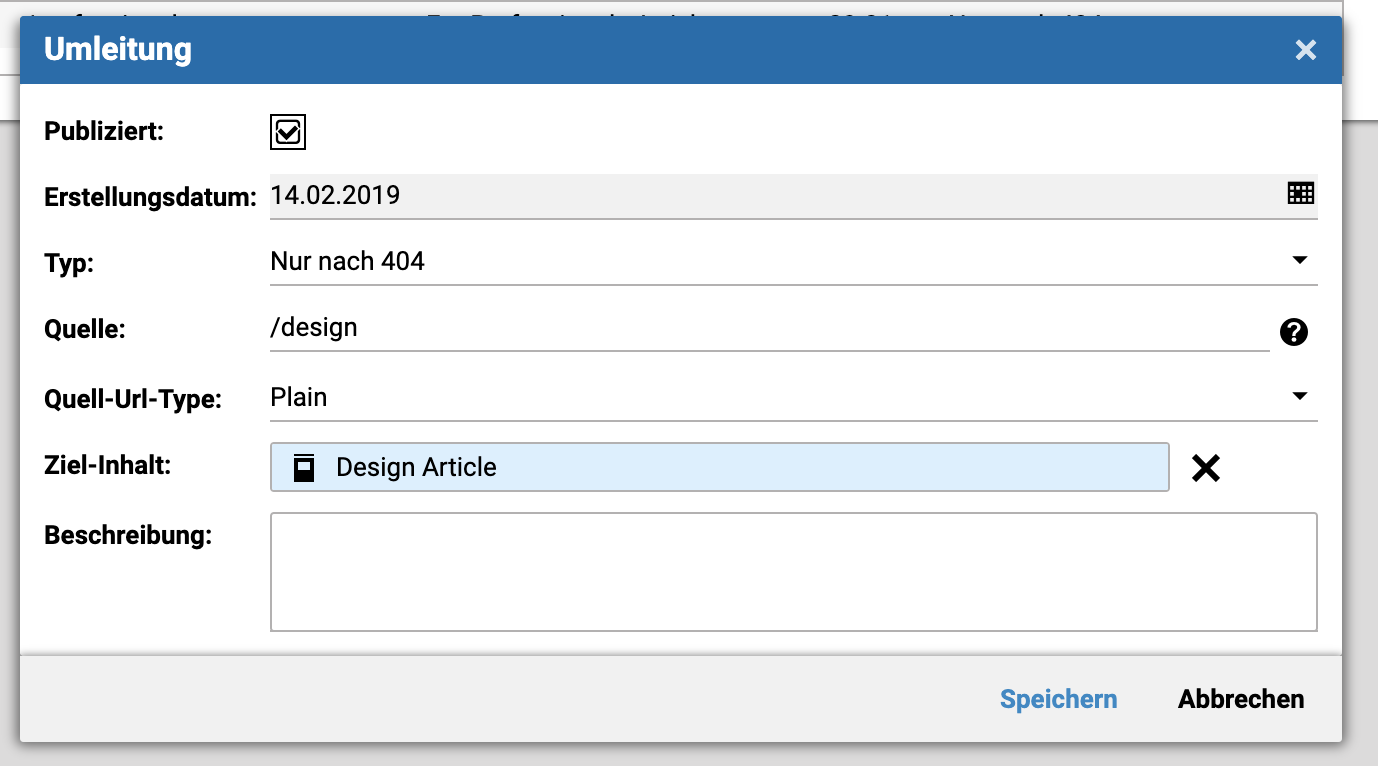 Umleitung
Publiziert:
Erstellungsdatum: 14.02.2019
Typ: Nur nach 404
Quelle: /design
Quell-Url-Type: Plain
Ziel-Inhalt: Design Article
Beschreibung:
Speichern Abbrechen